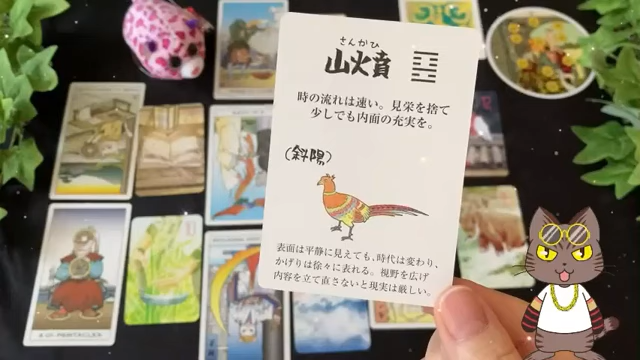 さんかひ
山火賁
時の流れは速い。見栄を捨て
少しでも内面の充実を。
(斜陽)
表面は平静に見えても、時代は変わり、
かげりは徐々に表れる。視野を広げ
内容を立て直さないと現実は厳しい。